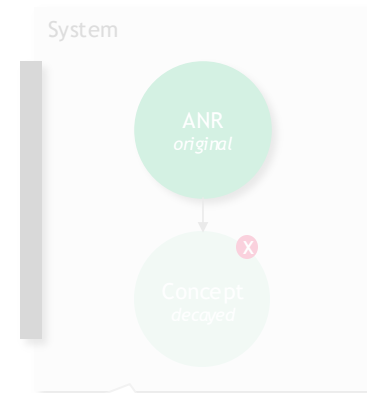 System
ANR
original
X
Concept
decayed